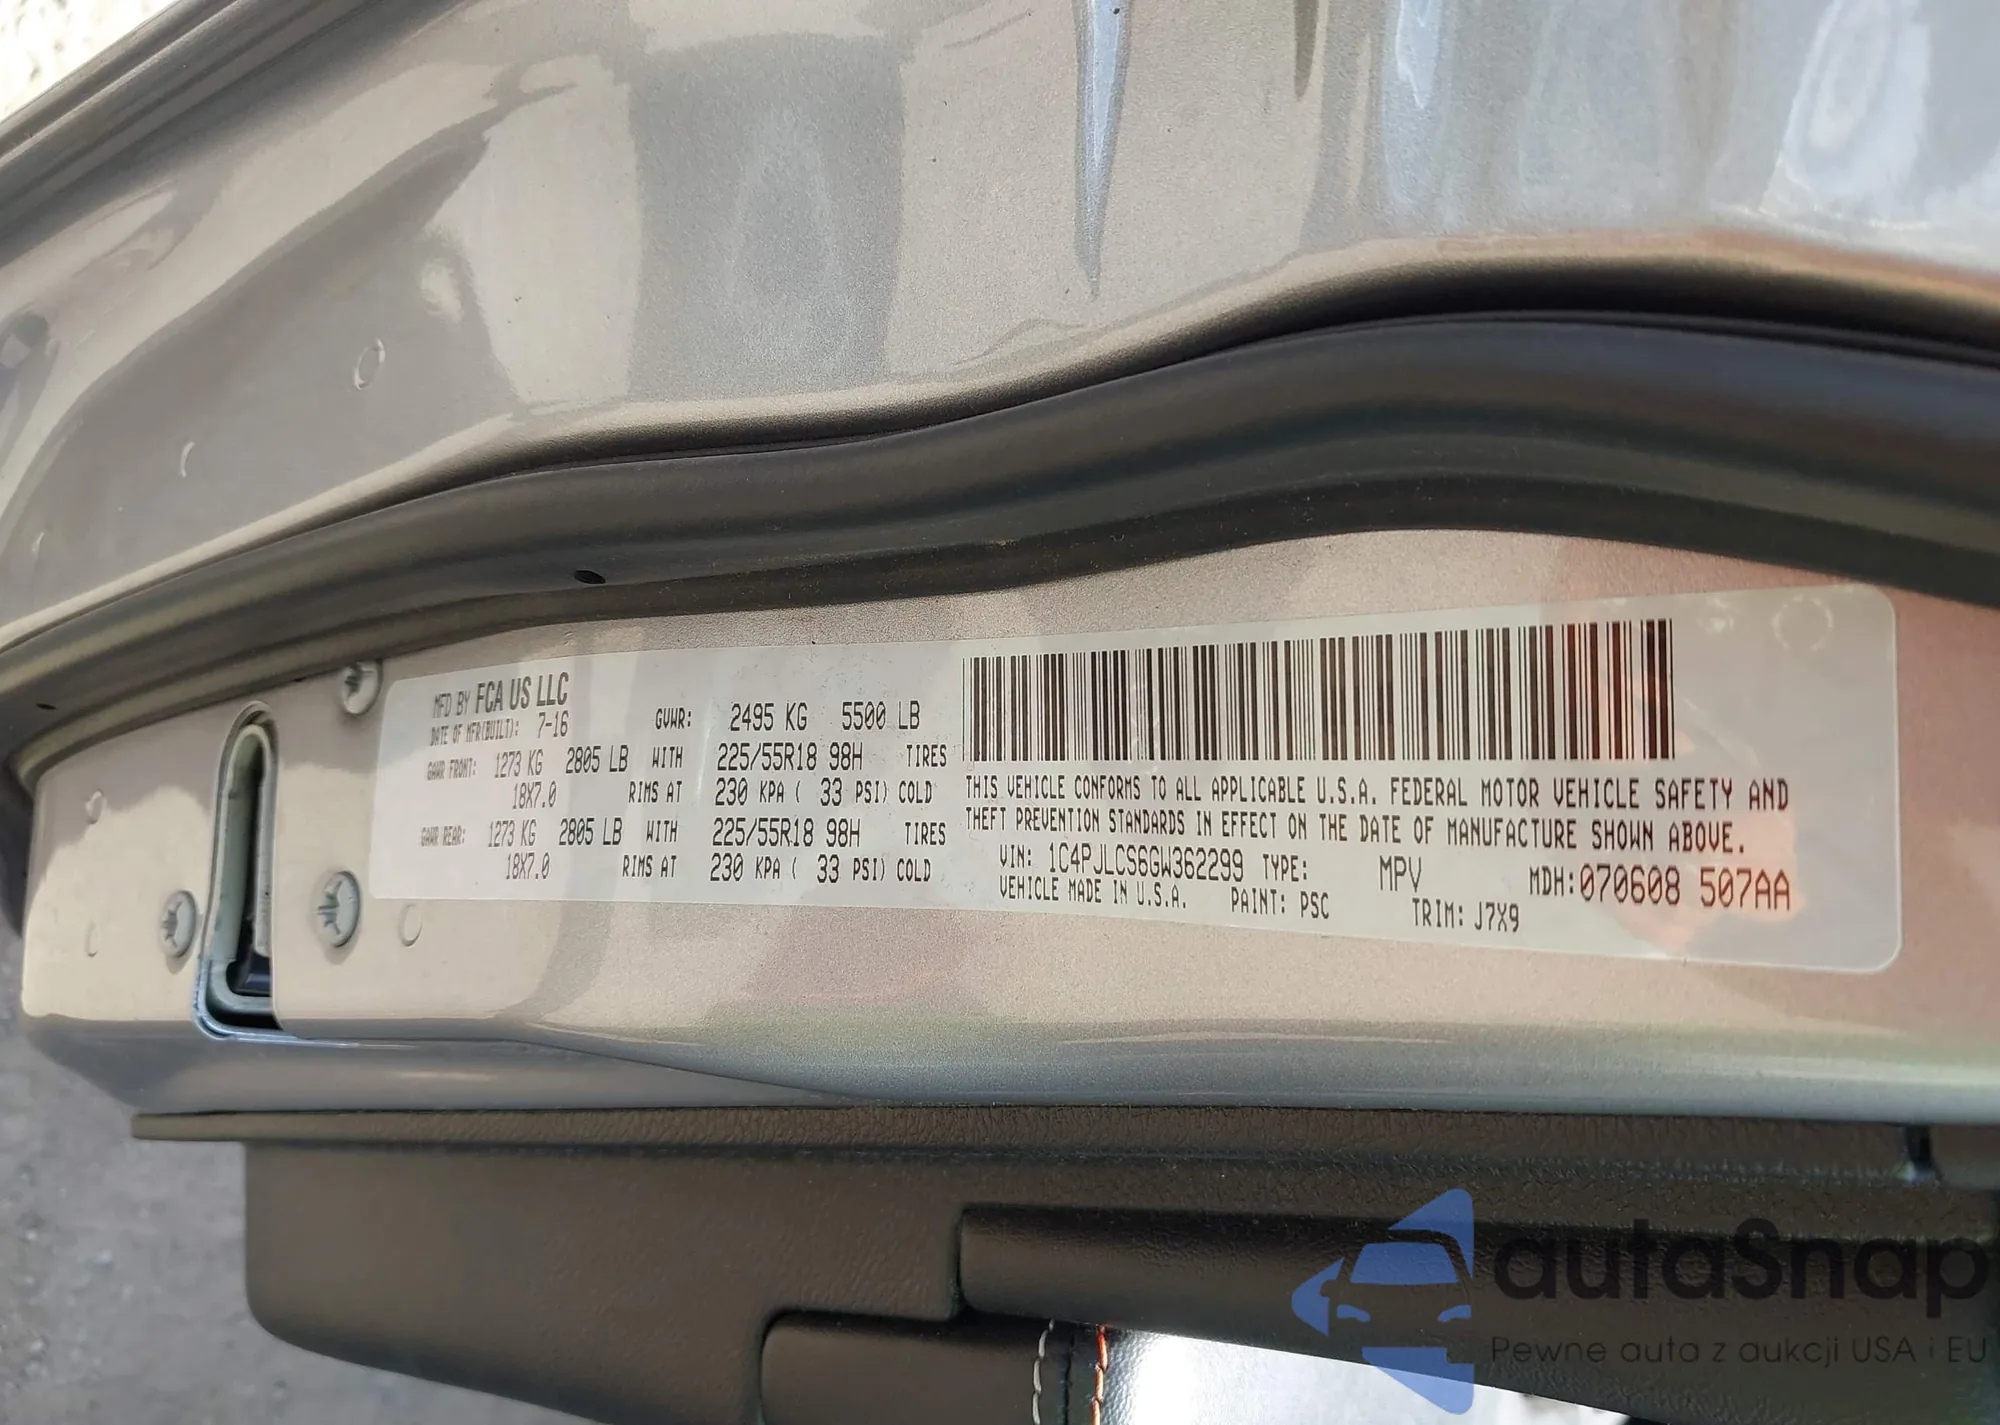 MFD BY FCA US LLC
DATE OF MFR(BUILT): 7-16 GVWR: 2495 KG 5500 LB
GAWR FRONT: 1273 KG 2805 LB WITH 225/55R18 98H TIRES
18X7.0 RIMS AT 230 KPA ( 33 PSI) COLD
GAWR REAR: 1273 KG 2805 LB WITH 225/55R18 98H TIRES
18X7.0 RIMS AT 230 KPA ( 33 PSI) COLD
THIS VEHICLE CONFORMS TO ALL APPLICABLE U.S.A. FEDERAL MOTOR VEHICLE SAFETY AND
THEFT PREVENTION STANDARDS IN EFFECT ON THE DATE OF MANUFACTURE SHOWN ABOVE.
VIN: 1C4PJLCS6GW362299 TYPE: MPV MDH:070608 507AA
VEHICLE MADE IN U.S.A. PAINT: PSC TRIM: J7X9
autaSnap
Pewne auta z aukcji USA i EU